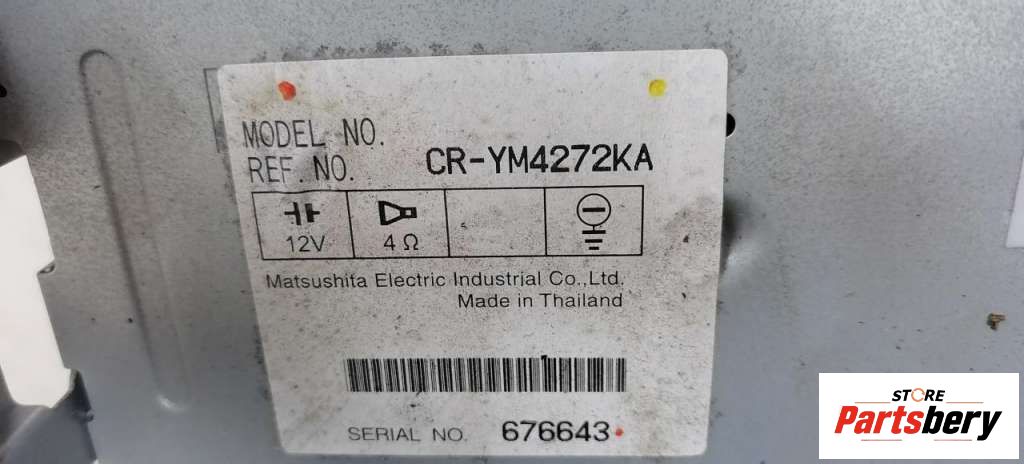 MODEL NO.
REF. NO. CR-YM4272KA
12V 4 Ω
Matsushita Electric Industrial Co.,Ltd.
Made in Thailand
SERIAL NO. 676643
STORE
Partsbery